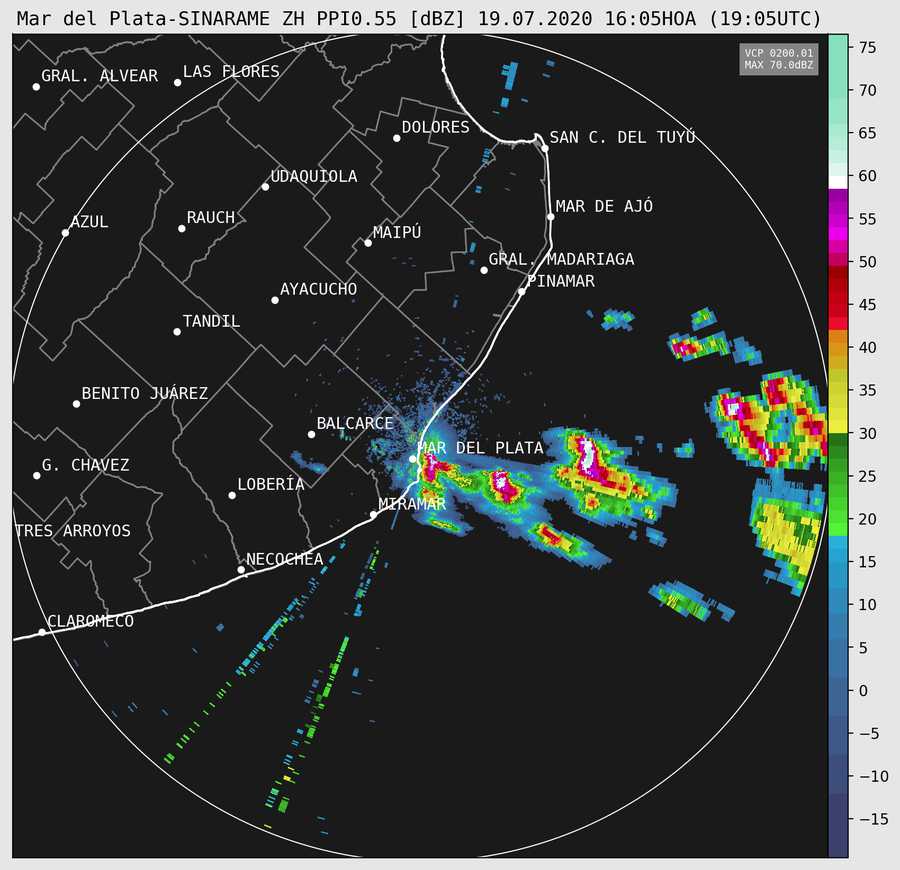 Mar del Plata-SINARAME ZH PPI0.55 [dBZ] 19.07.2020 16:05HOA (19:05UTC)
VCP 0200.01
MAX 70.0dBZ
GRAL. ALVEAR
LAS FLORES
DOLORES
SAN C. DEL TUYÚ
UDAQUIOLA
MAR DE AJÓ
AZUL
RAUCH
MAIPÚ
GRAL. MADARIAGA
PINAMAR
AYACUCHO
TANDIL
BENITO JUÁREZ
BALCARCE
MAR DEL PLATA
G. CHAVEZ
LOBERÍA
MIRAMAR
TRES ARROYOS
NECOCHEA
CLAROMECO
75
70
65
60
55
50
45
40
35
30
25
20
15
10
5
0
−5
−10
−15